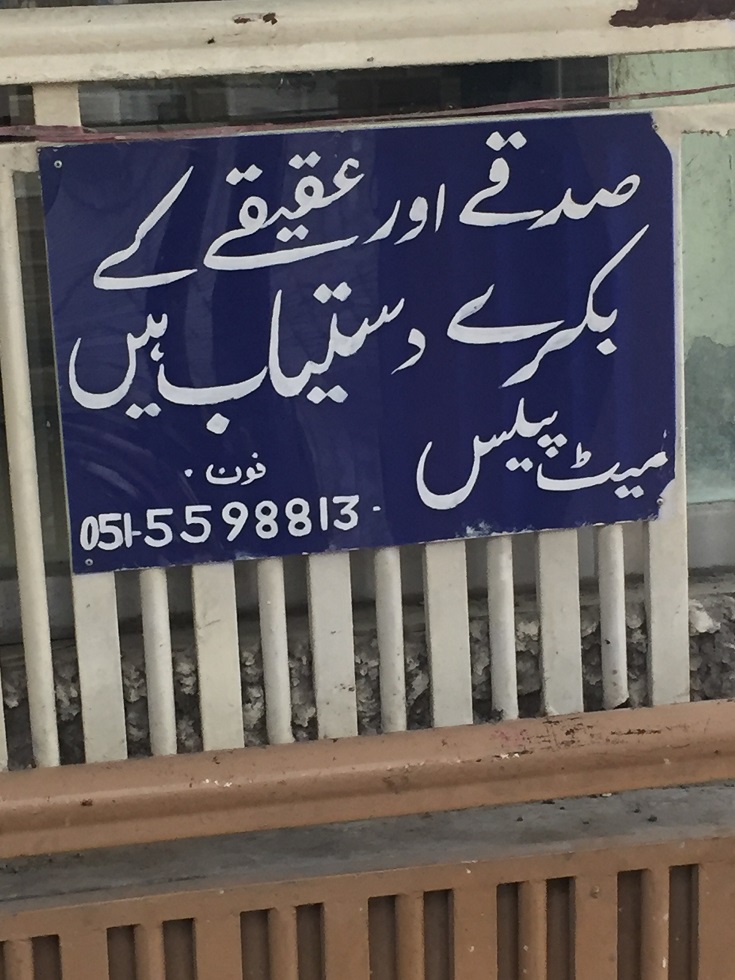 صدقے اور عقیقے کے
بکرے دستیاب ہیں
میٹ پیلس
فون.
051-5598813.